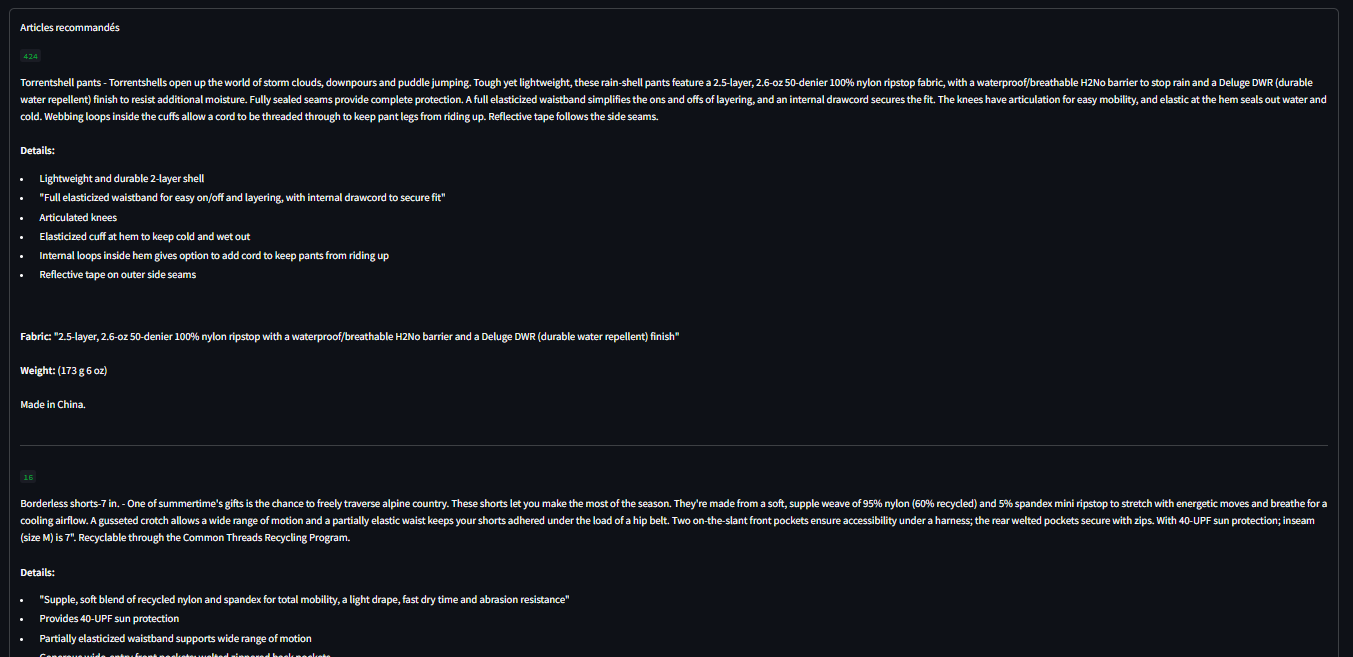 Articles recommandés
424
Torrentshell pants - Torrentshells open up the world of storm clouds, downpours and puddle jumping. Tough yet lightweight, these rain-shell pants feature a 2.5-layer, 2.6-oz 50-denier 100% nylon ripstop fabric, with a waterproof/breathable H2No barrier to stop rain and a Deluge DWR (durable
water repellent) finish to resist additional moisture. Fully sealed seams provide complete protection. A full elasticized waistband simplifies the ons and offs of layering, and an internal drawcord secures the fit. The knees have articulation for easy mobility, and elastic at the hem seals out water and
cold. Webbing loops inside the cuffs allow a cord to be threaded through to keep pant legs from riding up. Reflective tape follows the side seams.
Details:
• Lightweight and durable 2-layer shell
• "Full elasticized waistband for easy on/off and layering, with internal drawcord to secure fit"
• Articulated knees
• Elasticized cuff at hem to keep cold and wet out
• Internal loops inside hem gives option to add cord to keep pants from riding up
• Reflective tape on outer side seams
Fabric: "2.5-layer, 2.6-oz 50-denier 100% nylon ripstop with a waterproof/breathable H2No barrier and a Deluge DWR (durable water repellent) finish"
Weight: (173 g 6 oz)
Made in China.
15
Borderless shorts-7 in. - One of summertime's gifts is the chance to freely traverse alpine country. These shorts let you make the most of the season. They're made from a soft, supple weave of 95% nylon (60% recycled) and 5% spandex mini ripstop to stretch with energetic moves and breathe for a
cooling airflow. A gusseted crotch allows a wide range of motion and a partially elastic waist keeps your shorts adhered under the load of a hip belt. Two on-the-slant front pockets ensure accessibility under a harness; the rear welted pockets secure with zips. With 40-UPF sun protection; inseam
(size M) is 7". Recyclable through the Common Threads Recycling Program.
Details:
• "Supple, soft blend of recycled nylon and spandex for total mobility, a light drape, fast dry time and abrasion resistance"
• Provides 40-UPF sun protection
• Partially elasticized waistband supports wide range of motion
• Generous wide-entry front pockets; welted zippered back pockets